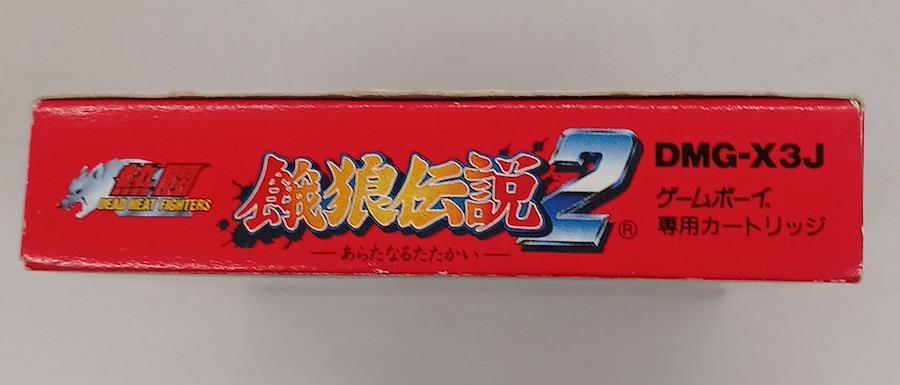 熱闘
DEAD HEAT FIGHTERS
餓狼伝説2®
あらたなるたたかい
DMG-X3J
ゲームボーイ
専用カートリッジ